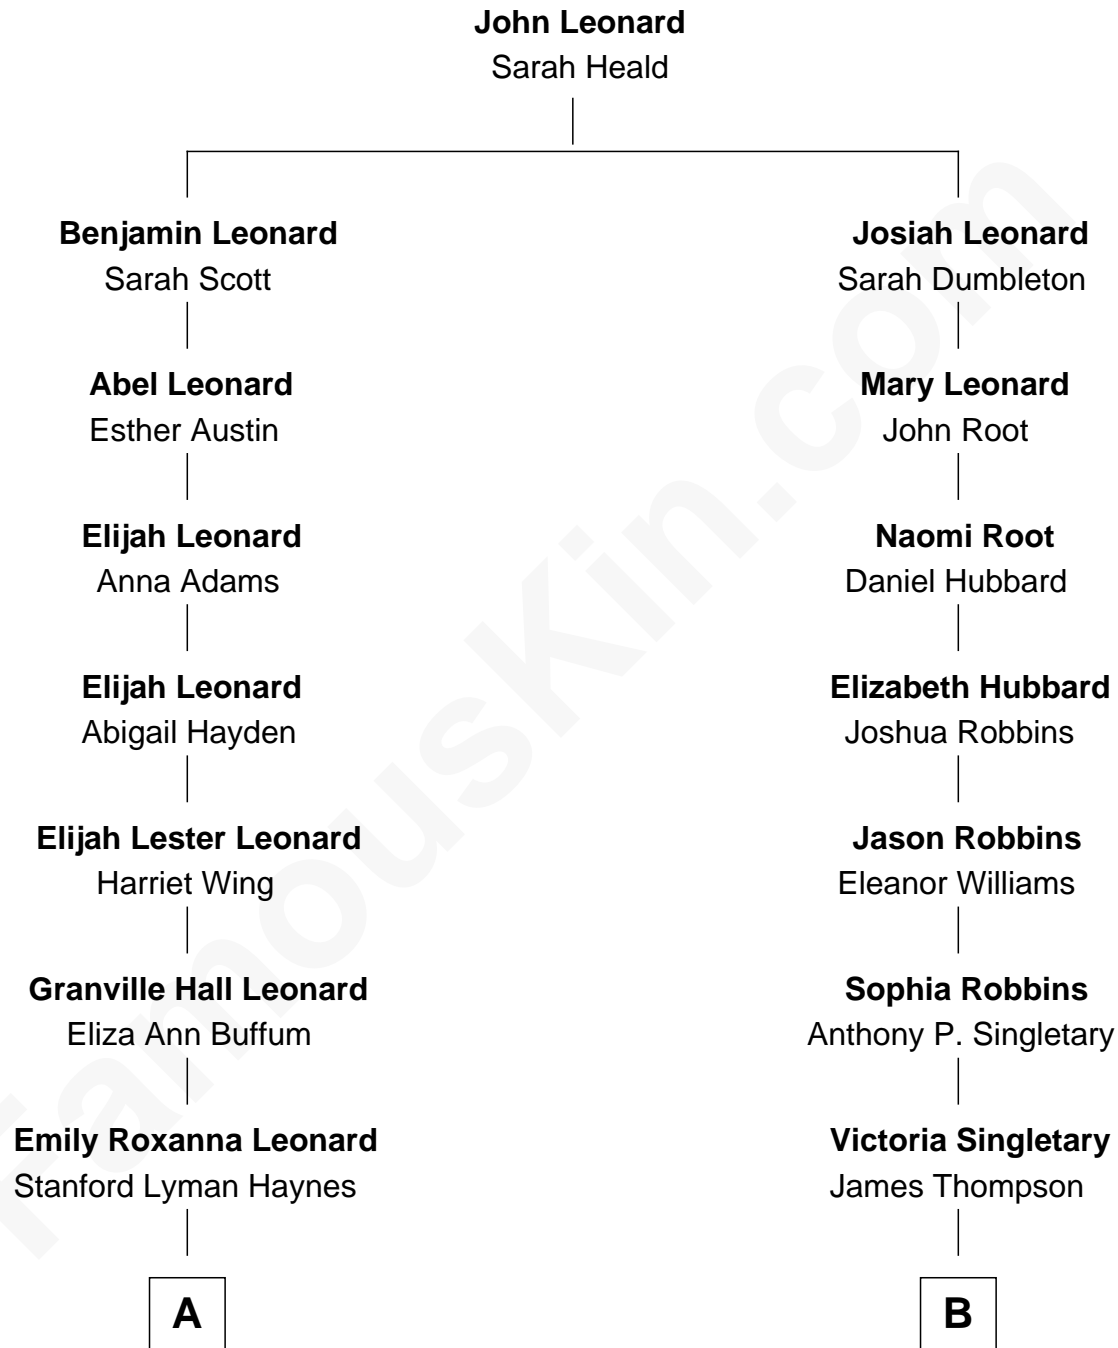 John Leonard
Sarah Heald
Benjamin Leonard
Sarah Scott
Josiah Leonard
Sarah Dumbleton
Abel Leonard
Esther Austin
Mary Leonard
John Root
Elijah Leonard
Anna Adams
Naomi Root
Daniel Hubbard
Elijah Leonard
Abigail Hayden
Elizabeth Hubbard
Joshua Robbins
Elijah Lester Leonard
Harriet Wing
Jason Robbins
Eleanor Williams
Granville Hall Leonard
Eliza Ann Buffum
Sophia Robbins
Anthony P. Singletary
Emily Roxanna Leonard
Stanford Lyman Haynes
Victoria Singletary
James Thompson
A
B
FamousKin.com